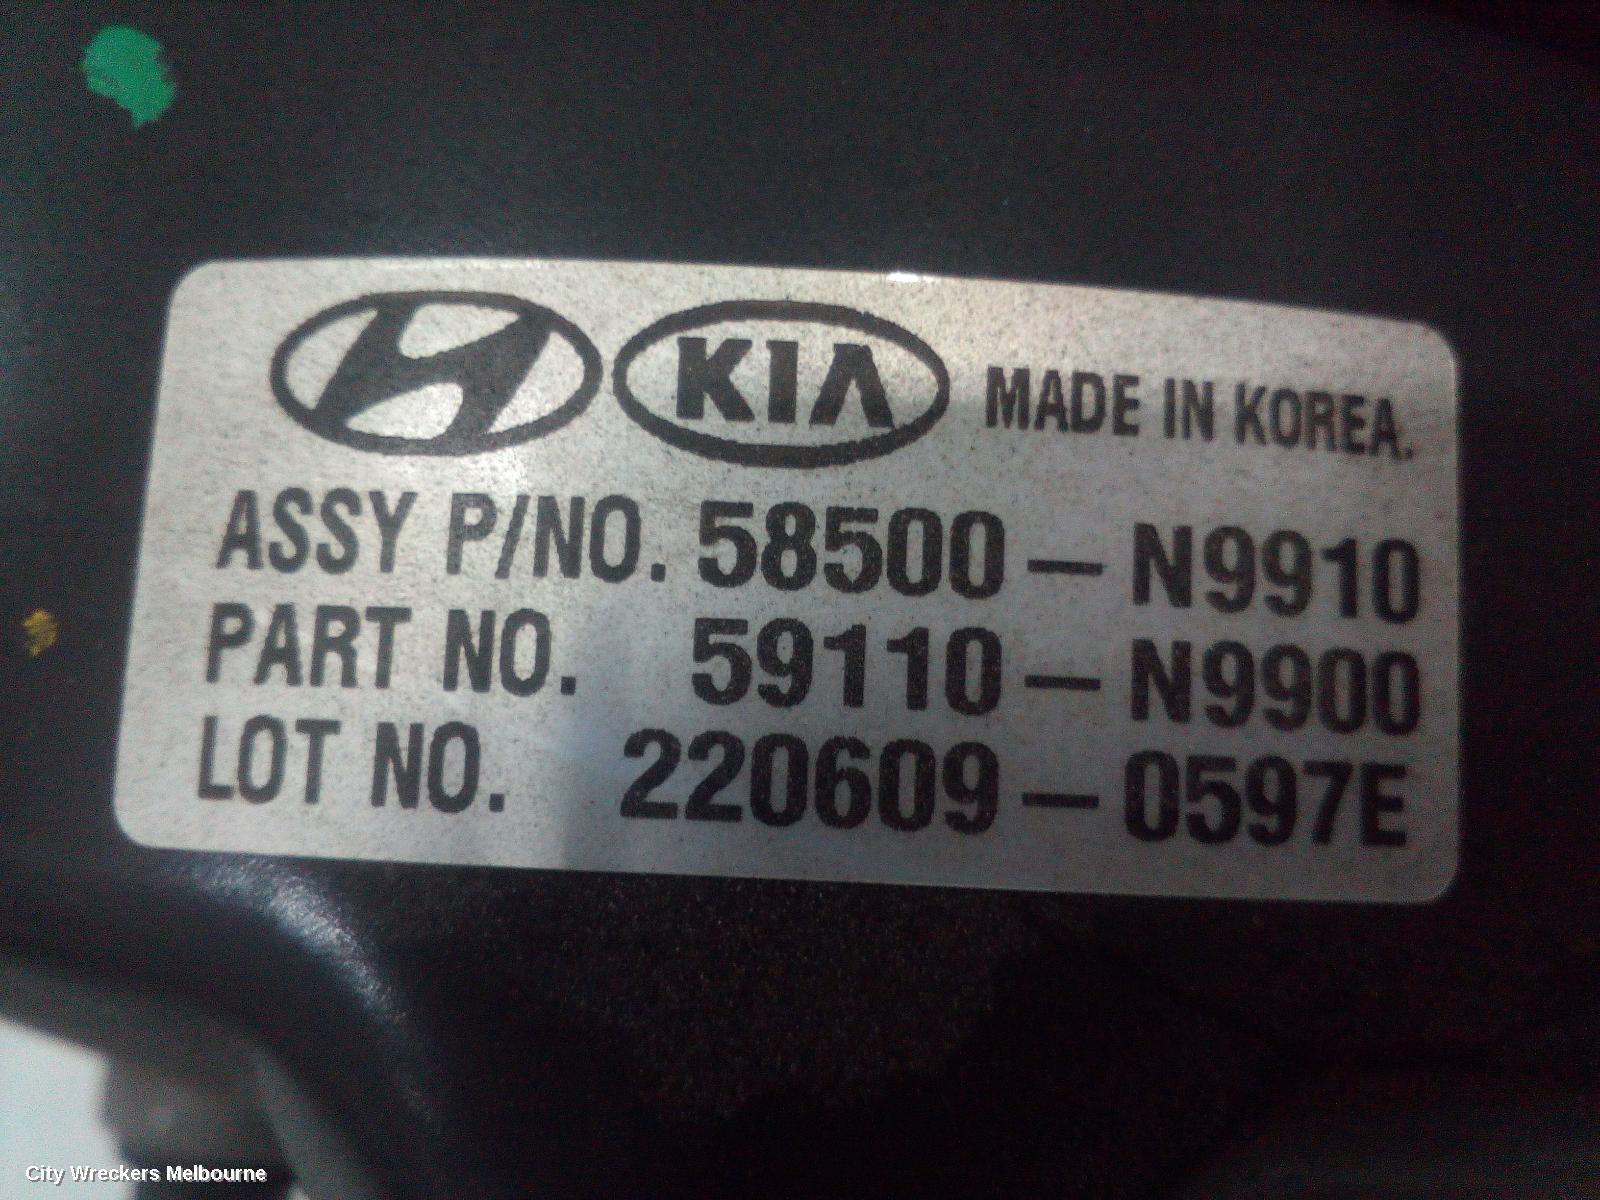 KIA MADE IN KOREA.
ASSY P/NO. 58500-N9910
PART NO. 59110-N9900
LOT NO. 220609-0597E
City Wreckers Melbourne